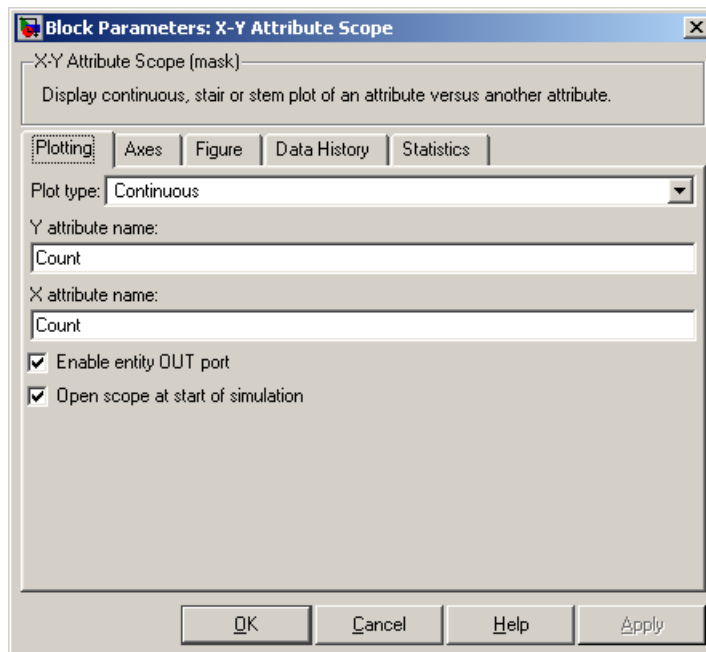 Block Parameters: X-Y Attribute Scope
X-Y Attribute Scope (mask)
Display continuous, stair or stem plot of an attribute versus another attribute.
Plotting Axes Figure Data History Statistics
Plot type: Continuous
Y attribute name:
Count
X attribute name:
Count
Enable entity OUT port
Open scope at start of simulation
OK Cancel Help Apply